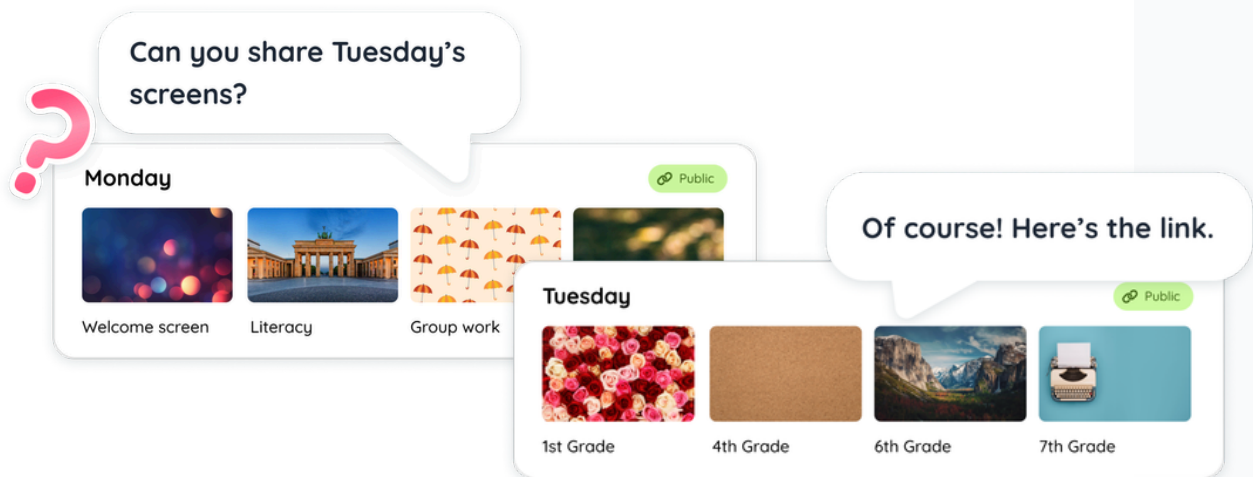 Can you share Tuesday’s
screens?
Monday
Public
Welcome screen
Literacy
Group work
Of course! Here’s the link.
Tuesday
Public
1st Grade
4th Grade
6th Grade
7th Grade